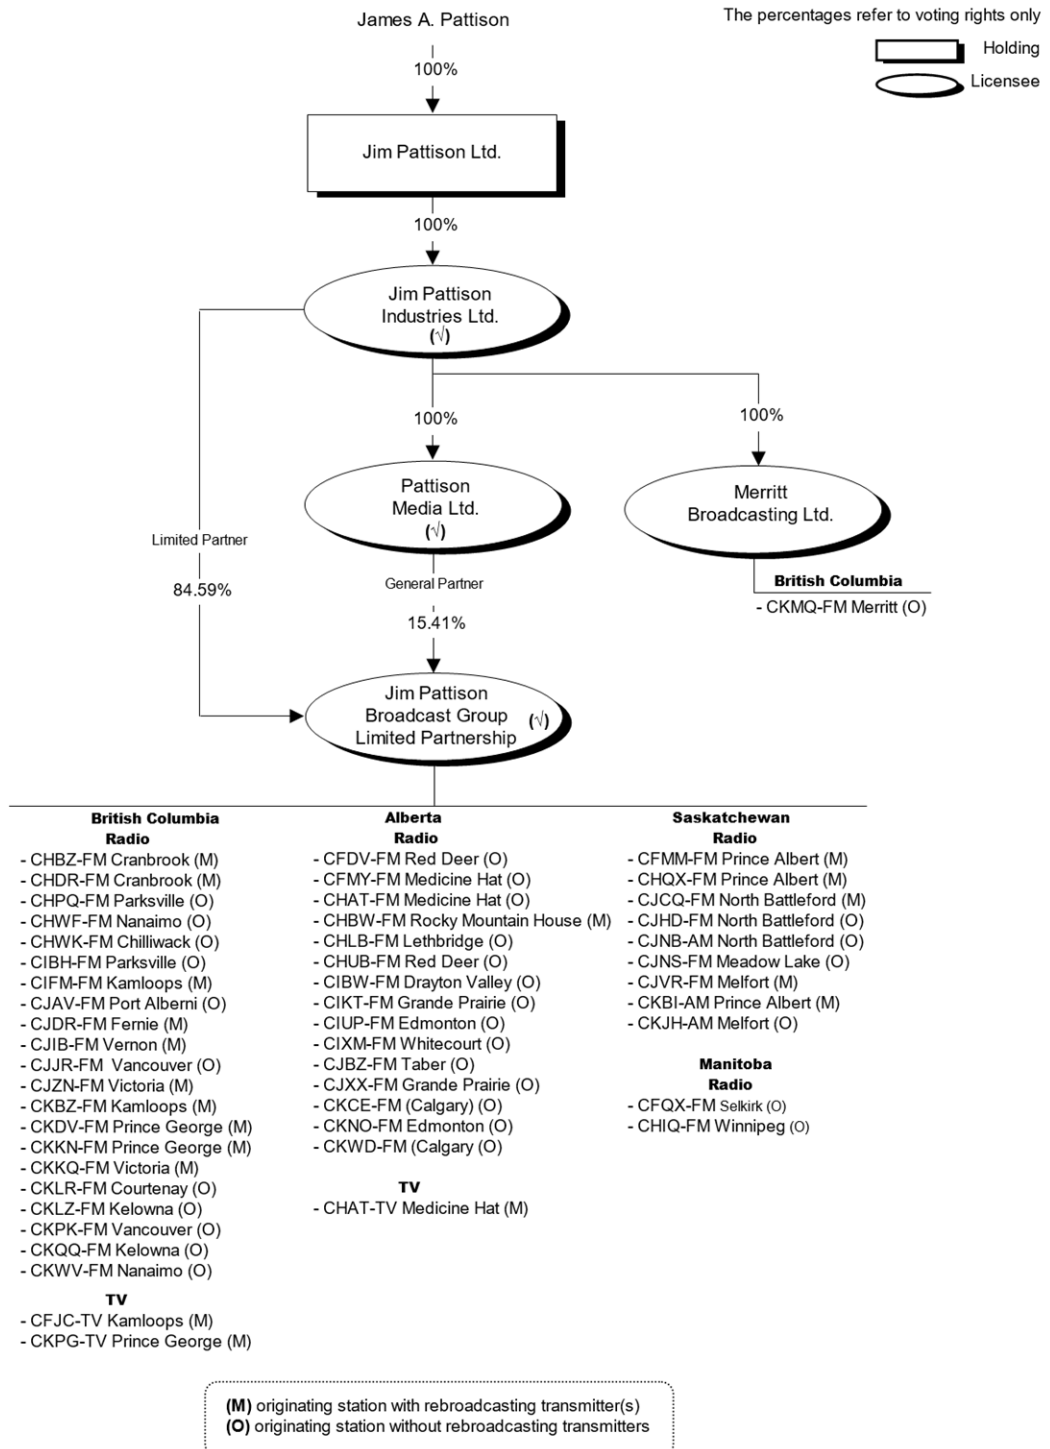 James A. Pattison
The percentages refer to voting rights only
Holding
Licensee
100%
Jim Pattison Ltd.
100%
Jim Pattison
Industries Ltd.
(√)
100%
100%
Pattison
Media Ltd.
(√)
Merritt
Broadcasting Ltd.
Limited Partner
84.59%
General Partner
15.41%
British Columbia
- CKMQ-FM Merritt (O)
Jim Pattison
Broadcast Group
Limited Partnership
(√)
British Columbia
Radio
- CHBZ-FM Cranbrook (M)
- CHDR-FM Cranbrook (M)
- CHPQ-FM Parksville (O)
- CHWF-FM Nanaimo (O)
- CHWK-FM Chilliwack (O)
- CIBH-FM Parksville (O)
- CIFM-FM Kamloops (M)
- CJAV-FM Port Alberni (O)
- CJDR-FM Fernie (M)
- CJIB-FM Vernon (M)
- CJJR-FM Vancouver (O)
- CJZN-FM Victoria (M)
- CKBZ-FM Kamloops (M)
- CKDV-FM Prince George (M)
- CKKN-FM Prince George (M)
- CKKQ-FM Victoria (M)
- CKLR-FM Courtenay (O)
- CKLZ-FM Kelowna (O)
- CKPK-FM Vancouver (O)
- CKQQ-FM Kelowna (O)
- CKWV-FM Nanaimo (O)
TV
- CFJC-TV Kamloops (M)
- CKPG-TV Prince George (M)
Alberta
Radio
- CFDV-FM Red Deer (O)
- CFMY-FM Medicine Hat (O)
- CHAT-FM Medicine Hat (O)
- CHBW-FM Rocky Mountain House (M)
- CHLB-FM Lethbridge (O)
- CHUB-FM Red Deer (O)
- CIBW-FM Drayton Valley (O)
- CIKT-FM Grande Prairie (O)
- CIUP-FM Edmonton (O)
- CIXM-FM Whitecourt (O)
- CJBZ-FM Taber (O)
- CJXX-FM Grande Prairie (O)
- CKCE-FM (Calgary) (O)
- CKNO-FM Edmonton (O)
- CKWD-FM (Calgary (O)
TV
- CHAT-TV Medicine Hat (M)
Saskatchewan
Radio
- CFMM-FM Prince Albert (M)
- CHQX-FM Prince Albert (M)
- CJCQ-FM North Battleford (M)
- CJHD-FM North Battleford (O)
- CJNB-AM North Battleford (O)
- CJNS-FM Meadow Lake (O)
- CJVR-FM Melfort (M)
- CKBI-AM Prince Albert (M)
- CKJH-AM Melfort (O)
Manitoba
Radio
- CFQX-FM Selkirk (O)
- CHIQ-FM Winnipeg (O)
(M) originating station with rebroadcasting transmitter(s)
(O) originating station without rebroadcasting transmitters